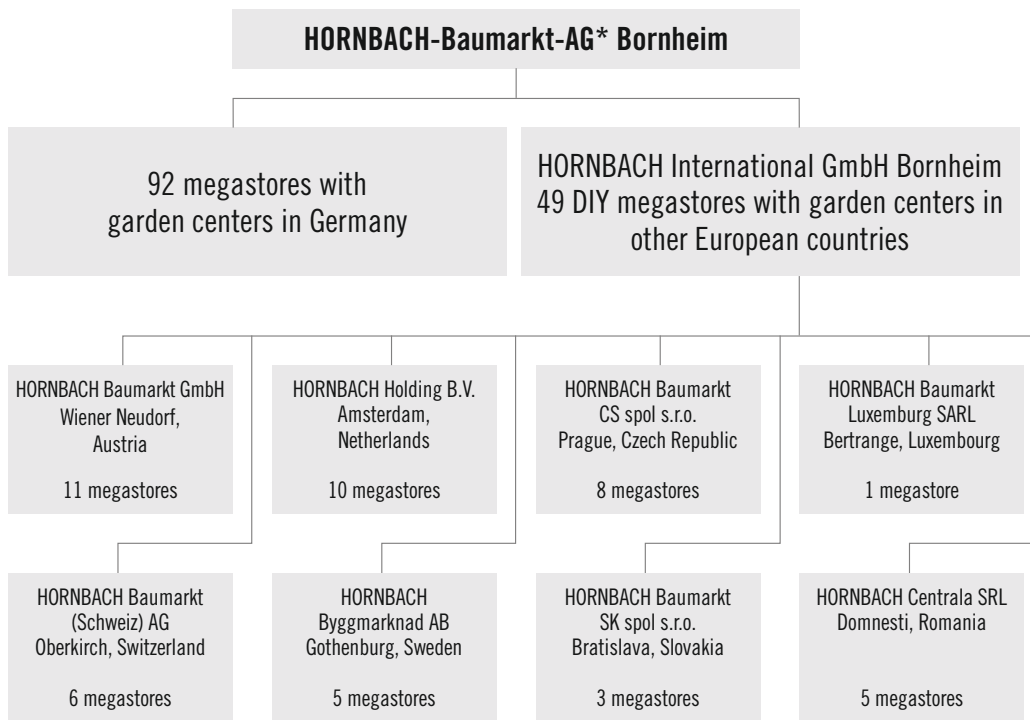 HORNBACH-Baumarkt-AG* Bornheim
92 megastores with
garden centers in Germany
HORNBACH International GmbH Bornheim
49 DIY megastores with garden centers in
other European countries
HORNBACH Baumarkt GmbH
Wiener Neudorf,
Austria
11 megastores
HORNBACH Holding B.V.
Amsterdam,
Netherlands
10 megastores
HORNBACH Baumarkt
CS spol s.r.o.
Prague, Czech Republic
8 megastores
HORNBACH Baumarkt
Luxemburg SARL
Bertrange, Luxembourg
1 megastore
HORNBACH Baumarkt
(Schweiz) AG
Oberkirch, Switzerland
6 megastores
HORNBACH
Byggmarknad AB
Gothenburg, Sweden
5 megastores
HORNBACH Baumarkt
SK spol s.r.o.
Bratislava, Slovakia
3 megastores
HORNBACH Centrala SRL
Domnesti, Romania
5 megastores